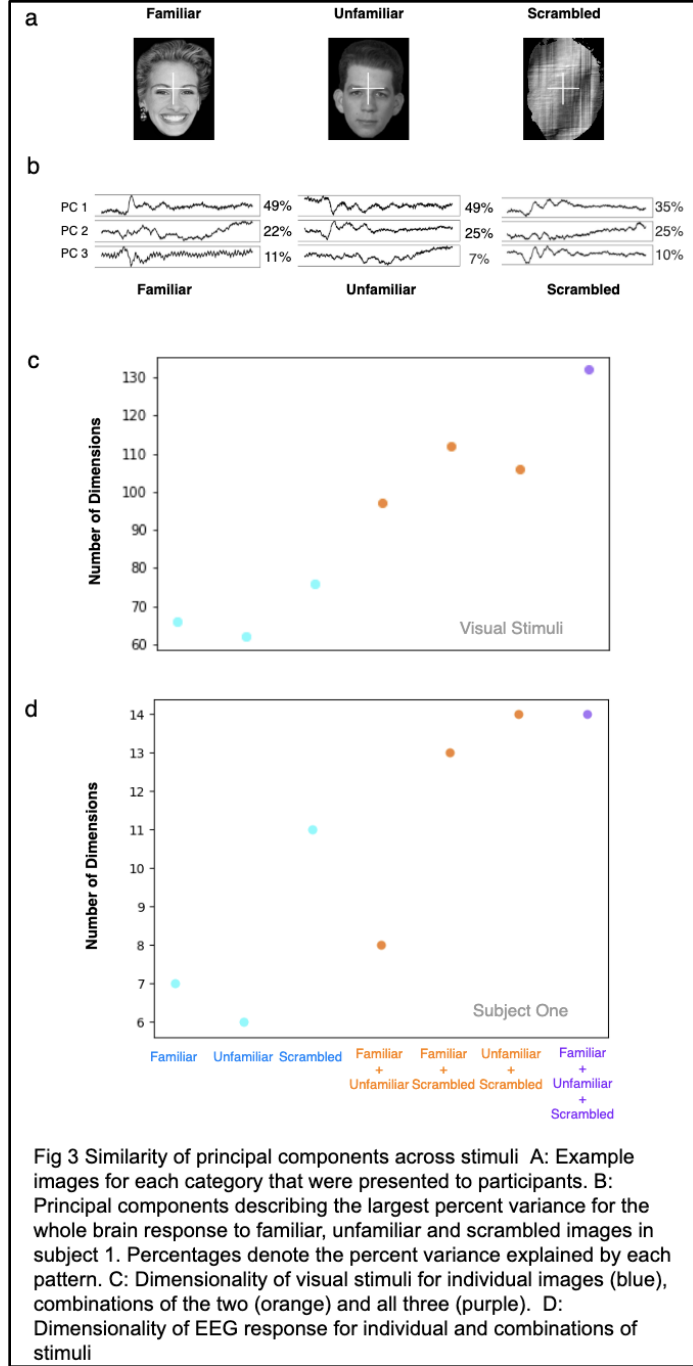 a
Familiar Unfamiliar Scrambled
b
PC 1 49% 49% 35%
PC 2 22% 25% 25%
PC 3 11% 7% 10%
Familiar Unfamiliar Scrambled
c
Number of Dimensions
130
120
110
100
90
80
70
60
Visual Stimuli
d
Number of Dimensions
14
13
12
11
10
9
8
7
6
Subject One
Familiar
Unfamiliar
Scrambled
Familiar
+
Unfamiliar
Familiar
+
Scrambled
Unfamiliar
+
Scrambled
Familiar
+
Unfamiliar
+
Scrambled
Fig 3 Similarity of principal components across stimuli A: Example
images for each category that were presented to participants. B:
Principal components describing the largest percent variance for the
whole brain response to familiar, unfamiliar and scrambled images in
subject 1. Percentages denote the percent variance explained by each
pattern. C: Dimensionality of visual stimuli for individual images (blue),
combinations of the two (orange) and all three (purple). D:
Dimensionality of EEG response for individual and combinations of
stimuli